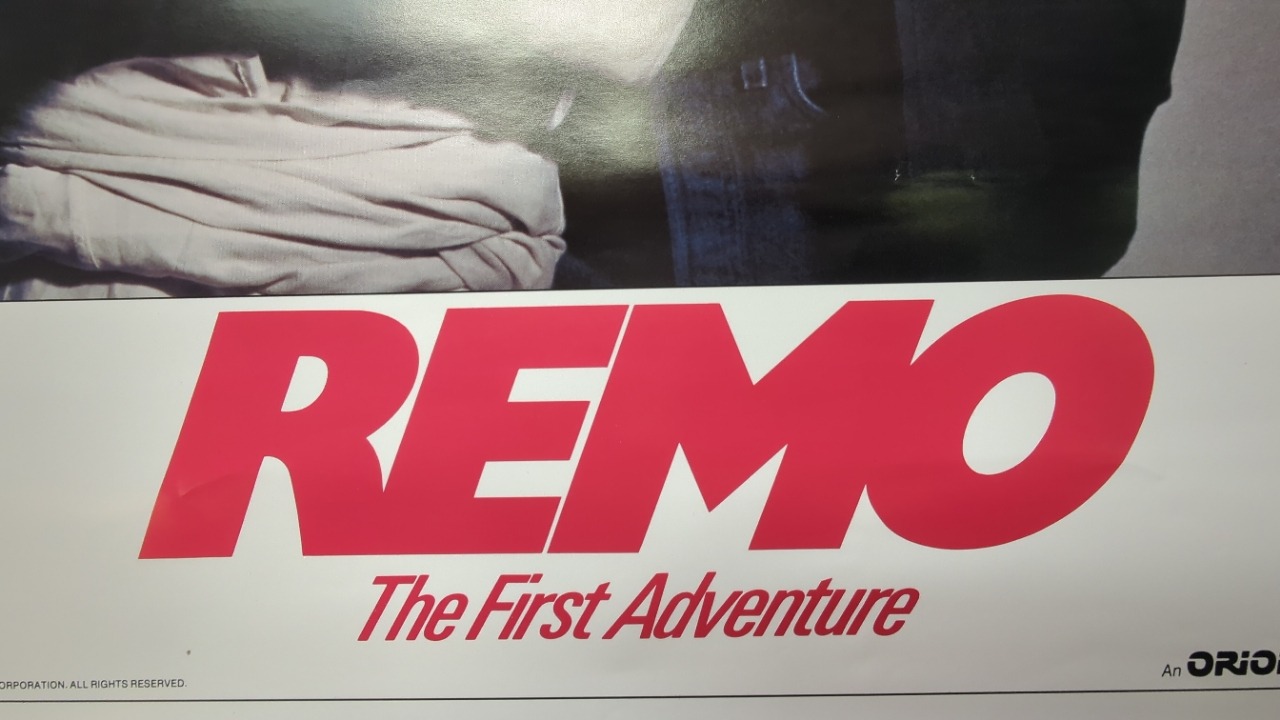 REMO
The First Adventure
An ORIO
ORPORATION. ALL RIGHTS RESERVED.